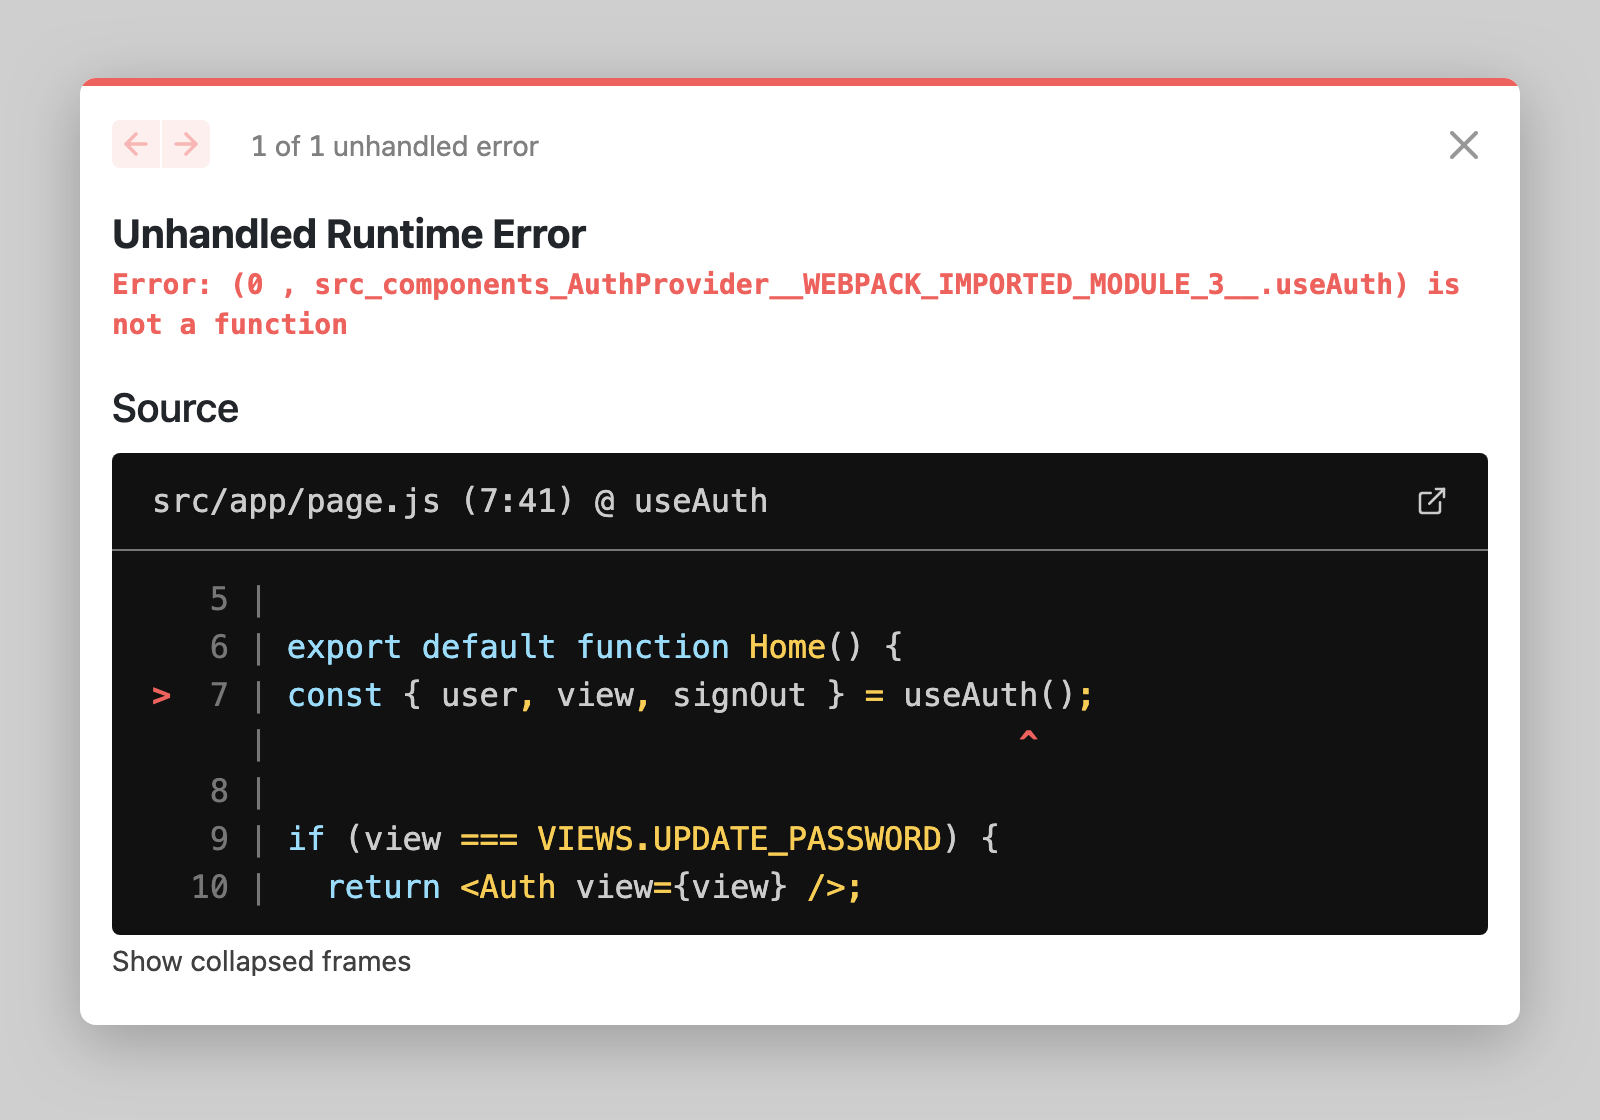 1 of 1 unhandled error
Unhandled Runtime Error
Error: (0 , src_components_AuthProvider__WEBPACK_IMPORTED_MODULE_3__.useAuth) is
not a function
Source
src/app/page.js (7:41) @ useAuth
5 |
6 | export default function Home() {
> 7 | const { user, view, signOut } = useAuth();
| ^
8 |
9 | if (view === VIEWS.UPDATE_PASSWORD) {
10 |   return <Auth view={view} />;
Show collapsed frames